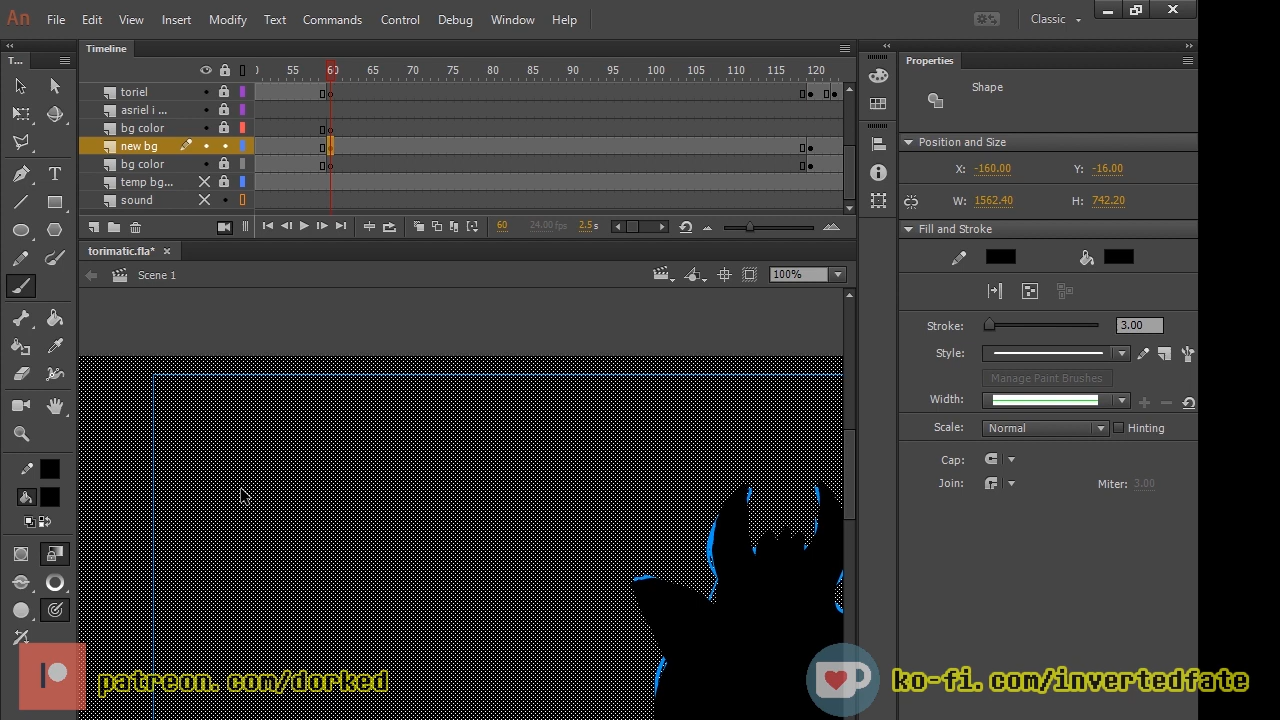 An File Edit View Insert Modify Text Commands Control Debug Window Help Classic
T... Timeline Properties
0 55 60 65 70 75 80 85 90 95 100 105 110 115 120
toriel
asriel i ...
bg color
new bg
bg color
temp bg...
sound
60 24.00 fps 2.5 s
torimatic.fla*
Scene 1 100%
Shape
Position and Size
X: -160.00 Y: -16.00
W: 1562.40 H: 742.20
Fill and Stroke
Stroke: 3.00
Style:
Manage Paint Brushes
Width:
Scale: Normal Hinting
Cap:
Join: Miter: 3.00
patreon.com/dorked
ko-fi.com/invertedfate